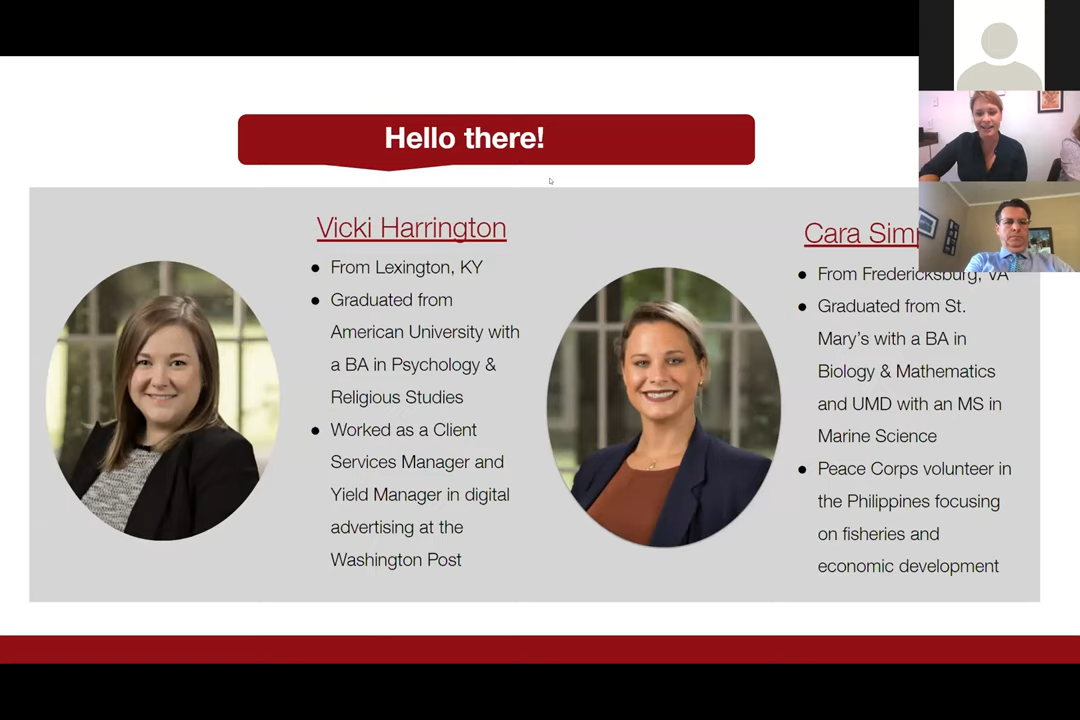 Hello there!
Vicki Harrington
● From Lexington, KY
● Graduated from
American University with
a BA in Psychology &
Religious Studies
● Worked as a Client
Services Manager and
Yield Manager in digital
advertising at the
Washington Post
Cara
● From Fredericksburg, VA
● Graduated from St.
Mary’s with a BA in
Biology & Mathematics
and UMD with an MS in
Marine Science
● Peace Corps volunteer in
the Philippines focusing
on fisheries and
economic development